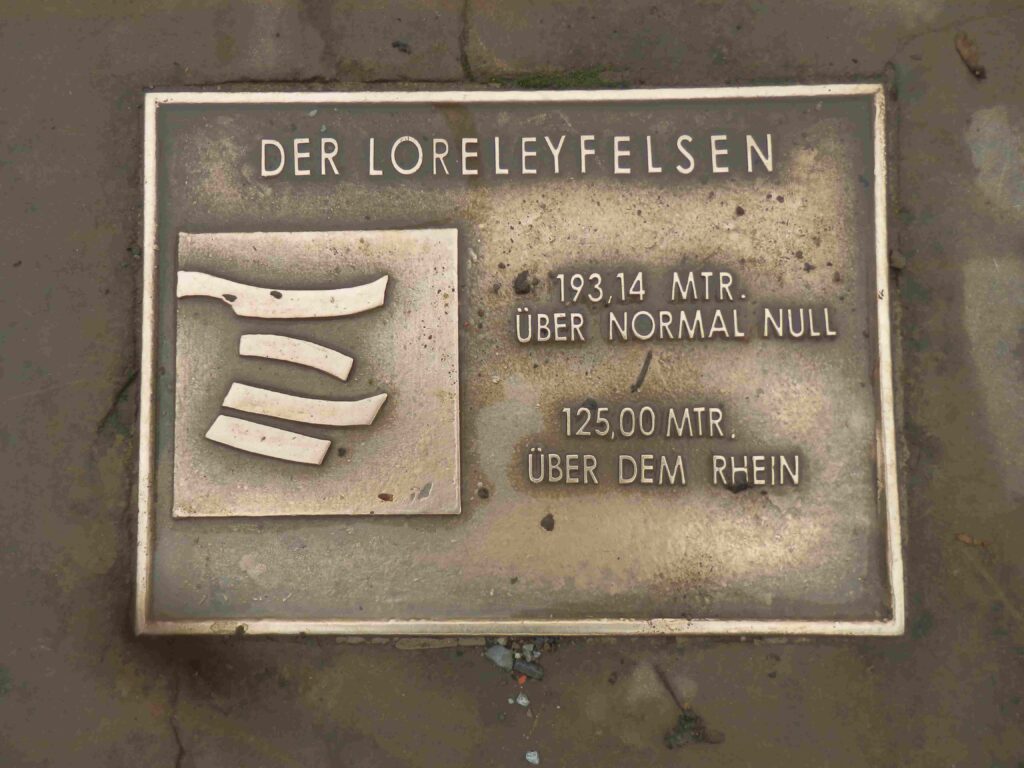 DER LORELEYFELSEN
193,14 MTR.
ÜBER NORMAL NULL
125,00 MTR.
ÜBER DEM RHEIN